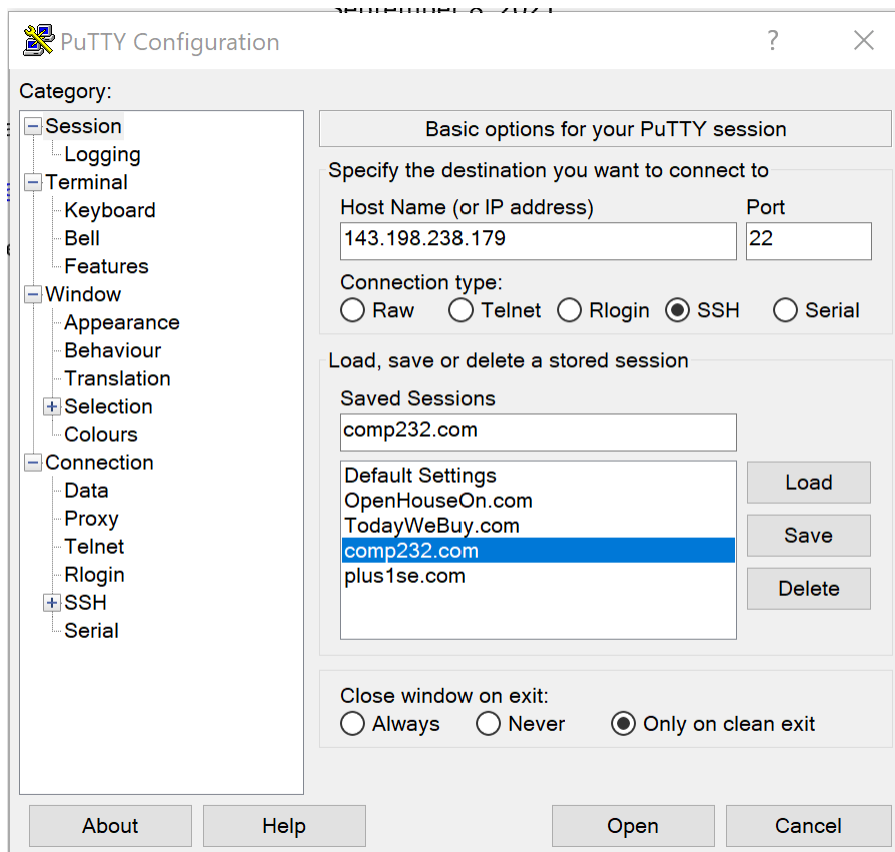 September 8, 2021
PuTTY Configuration
?
Category:
Session
Logging
Terminal
Keyboard
Bell
Features
Window
Appearance
Behaviour
Translation
Selection
Colours
Connection
Data
Proxy
Telnet
Rlogin
SSH
Serial
Basic options for your PuTTY session
Specify the destination you want to connect to
Host Name (or IP address) Port
143.198.238.179 22
Connection type:
Raw Telnet Rlogin SSH Serial
Load, save or delete a stored session
Saved Sessions
comp232.com
Default Settings
OpenHouseOn.com
TodayWeBuy.com
comp232.com
plus1se.com
Load
Save
Delete
Close window on exit:
Always Never Only on clean exit
About Help Open Cancel